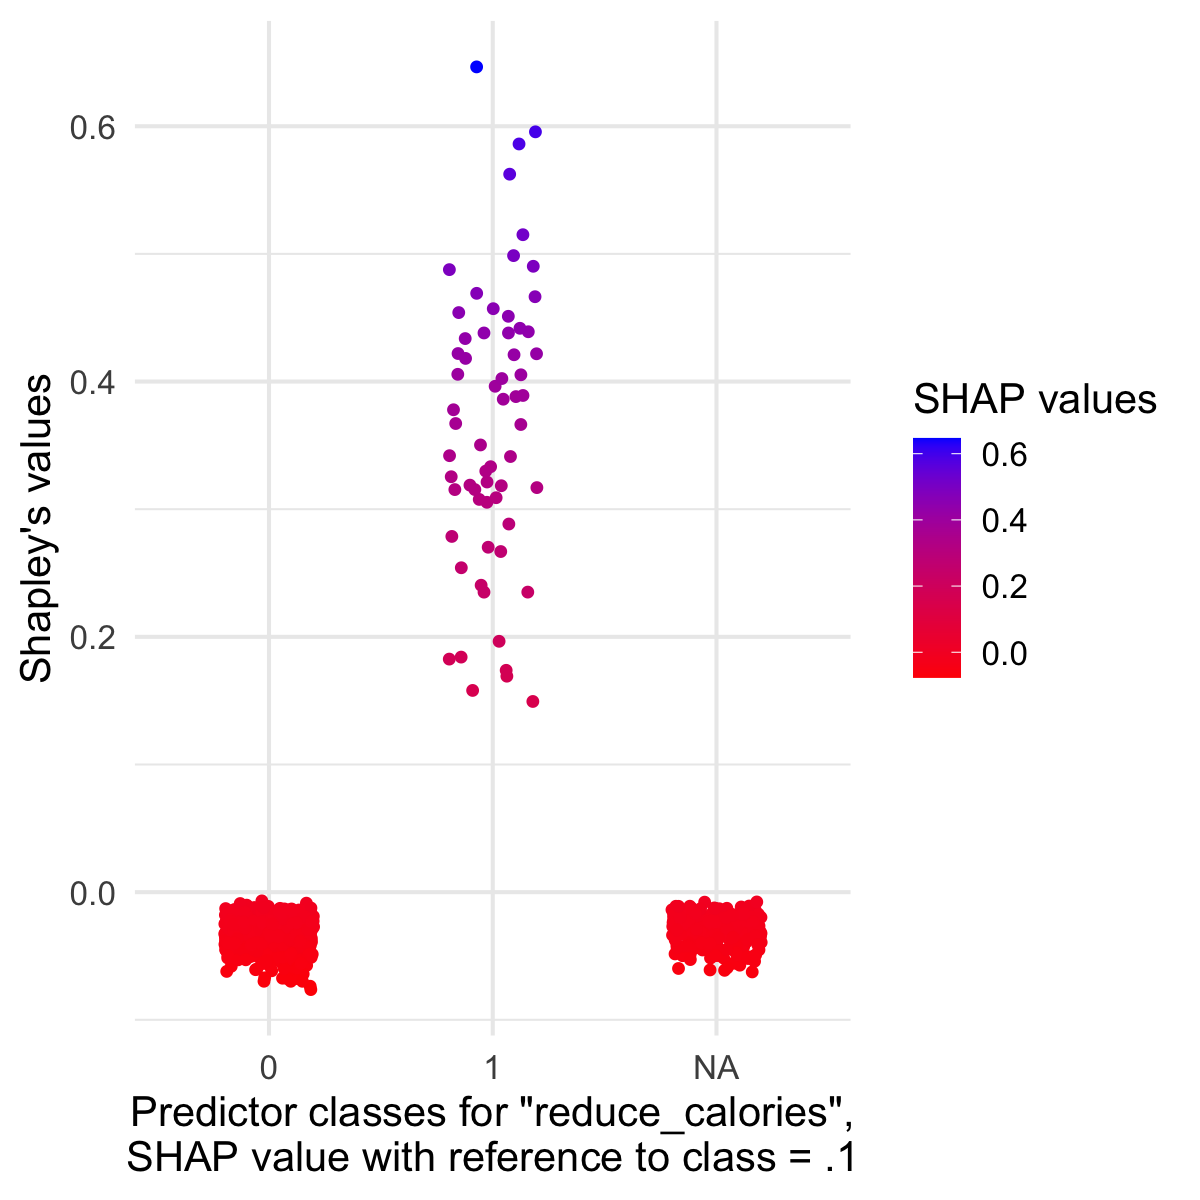 0.6
0.4
0.2
0.0
Shapley's values
0
1
NA
Predictor classes for "reduce_calories",
SHAP value with reference to class = .1
SHAP values
0.6
0.4
0.2
0.0